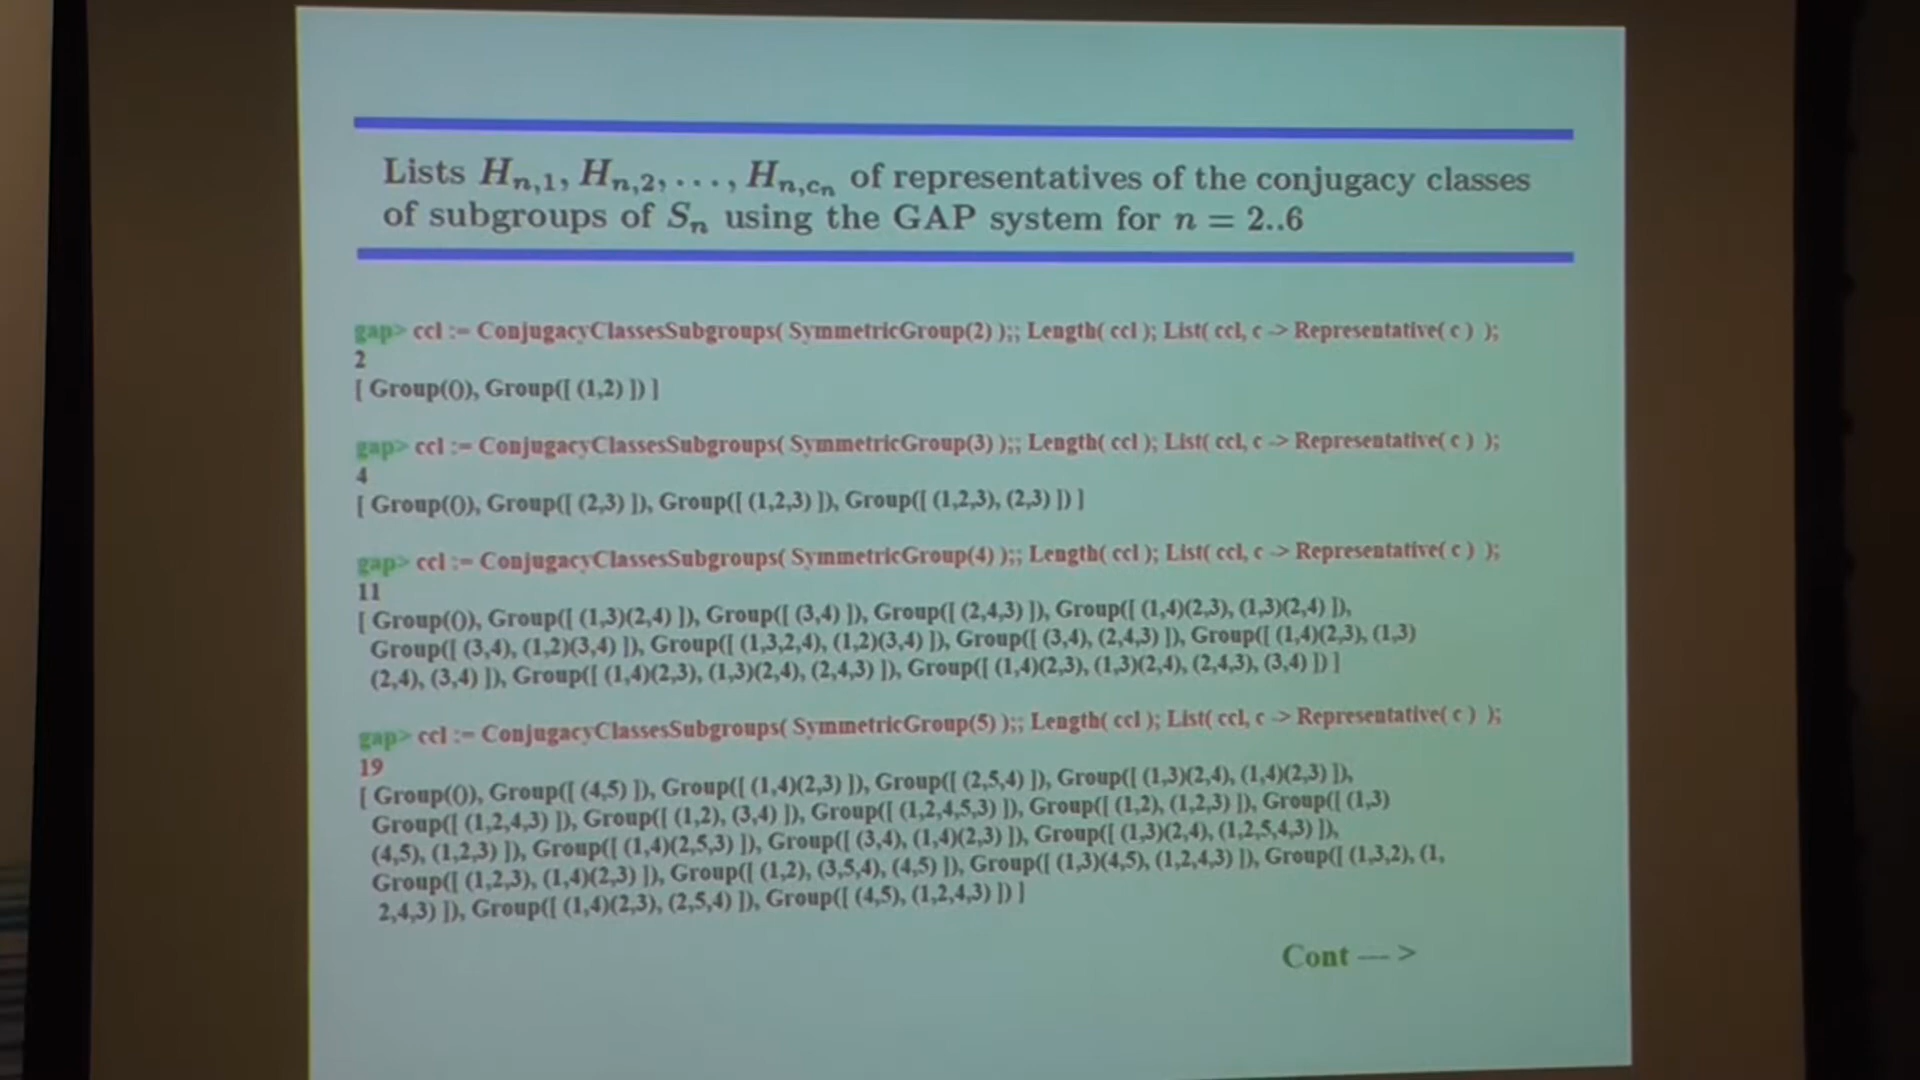 Lists H_{n,1}, H_{n,2}, ..., H_{n,c_n} of representatives of the conjugacy classes
of subgroups of S_n using the GAP system for n = 2..6
gap> ccl := ConjugacyClassesSubgroups( SymmetricGroup(2) );; Length( ccl ); List( ccl, c -> Representative( c ) );
2
[ Group(()), Group([ (1,2) ]) ]
gap> ccl := ConjugacyClassesSubgroups( SymmetricGroup(3) );; Length( ccl ); List( ccl, c -> Representative( c ) );
4
[ Group(()), Group([ (2,3) ]), Group([ (1,2,3) ]), Group([ (1,2,3), (2,3) ]) ]
gap> ccl := ConjugacyClassesSubgroups( SymmetricGroup(4) );; Length( ccl ); List( ccl, c -> Representative( c ) );
11
[ Group(()), Group([ (1,3)(2,4) ]), Group([ (3,4) ]), Group([ (2,4,3) ]), Group([ (1,4)(2,3), (1,3)(2,4) ]),
Group([ (3,4), (1,2)(3,4) ]), Group([ (1,3,2,4), (1,2)(3,4) ]), Group([ (3,4), (2,4,3) ]), Group([ (1,4)(2,3), (1,3)
(2,4), (3,4) ]), Group([ (1,4)(2,3), (1,3)(2,4), (2,4,3) ]), Group([ (1,4)(2,3), (1,3)(2,4), (2,4,3), (3,4) ]) ]
gap> ccl := ConjugacyClassesSubgroups( SymmetricGroup(5) );; Length( ccl ); List( ccl, c -> Representative( c ) );
19
[ Group(()), Group([ (4,5) ]), Group([ (1,4)(2,3) ]), Group([ (2,5,4) ]), Group([ (1,3)(2,4), (1,4)(2,3) ]),
Group([ (1,2,4,3) ]), Group([ (1,2), (3,4) ]), Group([ (1,2,4,5,3) ]), Group([ (1,2), (1,2,3) ]), Group([ (1,3)
(4,5), (1,2,3) ]), Group([ (1,4)(2,5,3) ]), Group([ (3,4), (1,4)(2,3) ]), Group([ (1,3)(2,4), (1,2,5,4,3) ]),
Group([ (1,2,3), (1,4)(2,3) ]), Group([ (1,2), (3,5,4), (4,5) ]), Group([ (1,3)(4,5), (1,2,4,3) ]), Group([ (1,3,2), (1,
2,4,3) ]), Group([ (1,4)(2,3), (2,5,4) ]), Group([ (4,5), (1,2,4,3) ]) ]
Cont — >